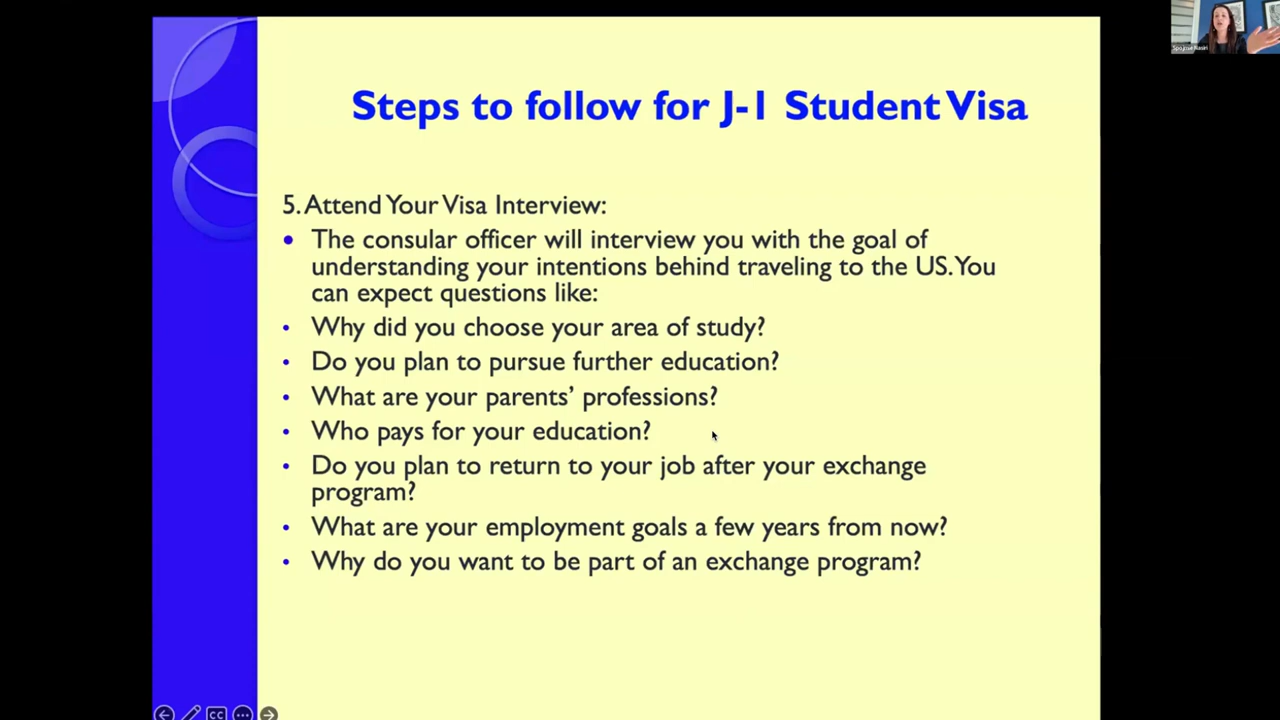 Steps to follow for J-1 Student Visa
5. Attend Your Visa Interview:
• The consular officer will interview you with the goal of
understanding your intentions behind traveling to the US. You
can expect questions like:
• Why did you choose your area of study?
• Do you plan to pursue further education?
• What are your parents’ professions?
• Who pays for your education?
• Do you plan to return to your job after your exchange
program?
• What are your employment goals a few years from now?
• Why do you want to be part of an exchange program?
CC